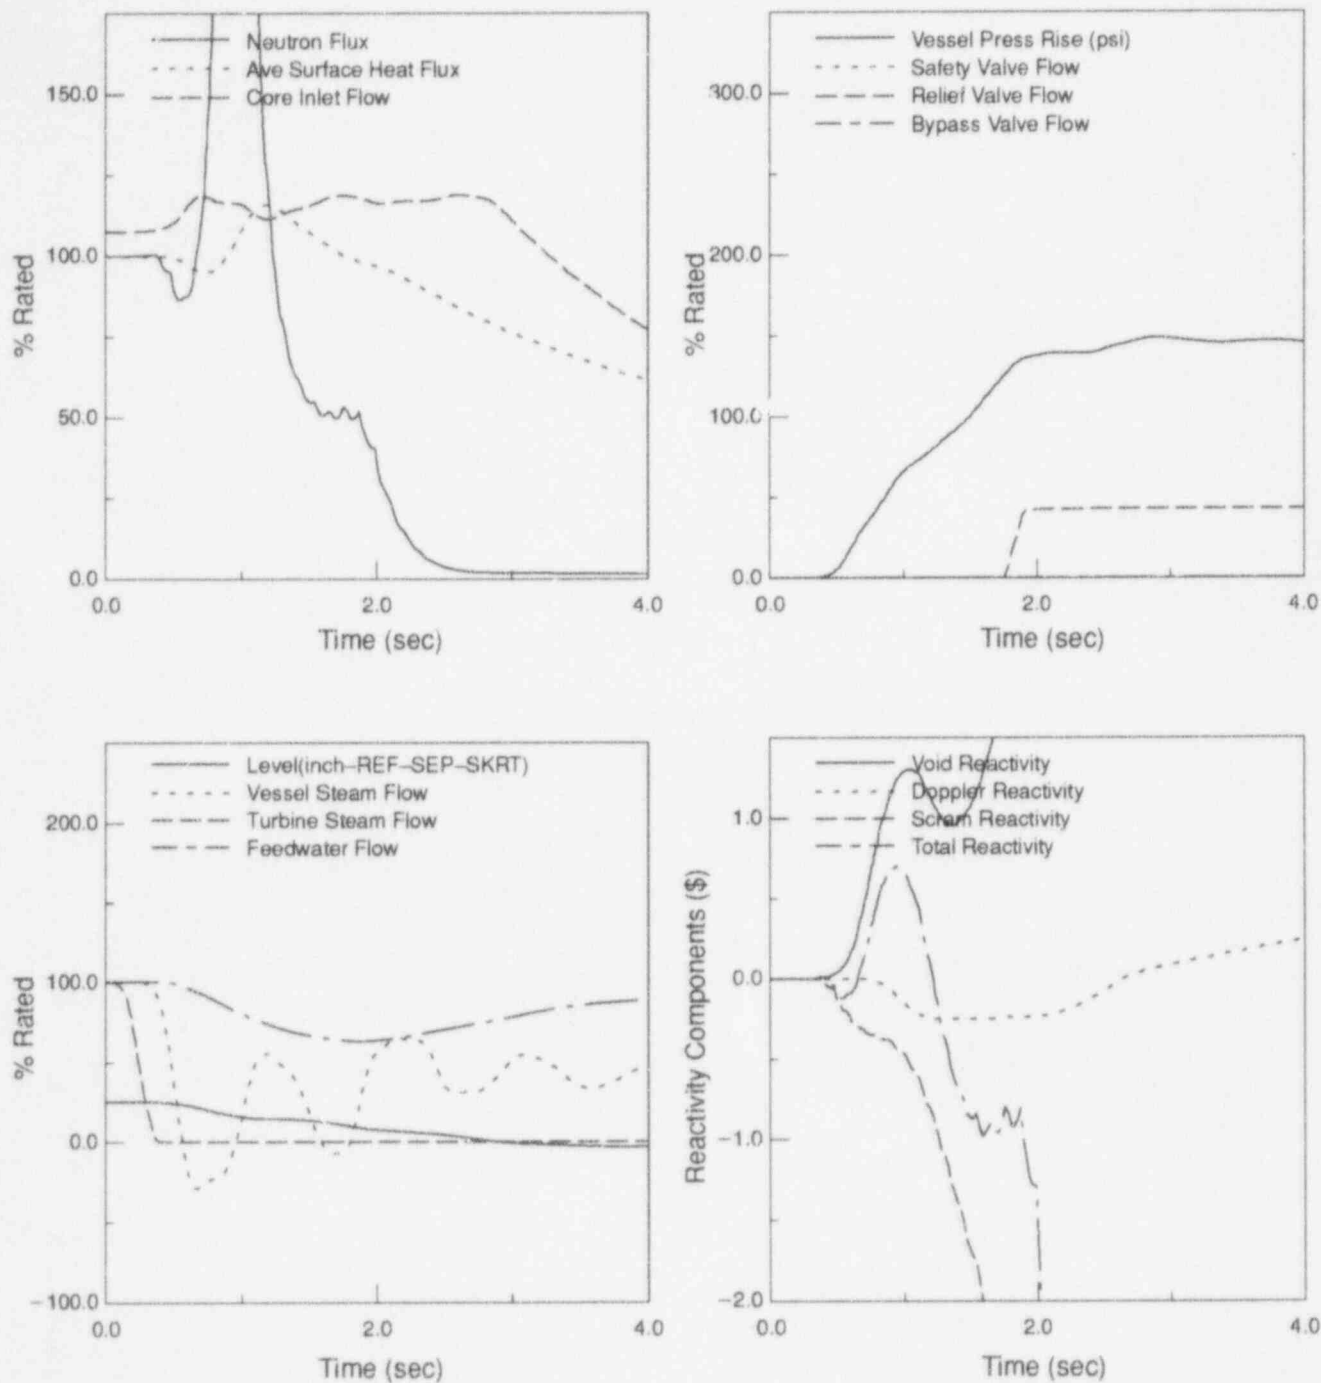 Neutron Flux
Ave Surface Heat Flux
Core Inlet Flow
150.0
100.0
50.0
0.0
% Rated
0.0
2.0
4.0
Time (sec)
Vessel Press Rise (psi)
Safety Valve Flow
Relief Valve Flow
Bypass Valve Flow
300.0
200.0
100.0
0.0
% Rated
0.0
2.0
4.0
Time (sec)
Level(inch-REF-SEP-SKRT)
Vessel Steam Flow
Turbine Steam Flow
Feedwater Flow
200.0
100.0
0.0
-100.0
% Rated
0.0
2.0
4.0
Time (sec)
Void Reactivity
Doppler Reactivity
Scram Reactivity
Total Reactivity
1.0
0.0
-1.0
-2.0
Reactivity Components ($)
0.0
2.0
4.0
Time (sec)